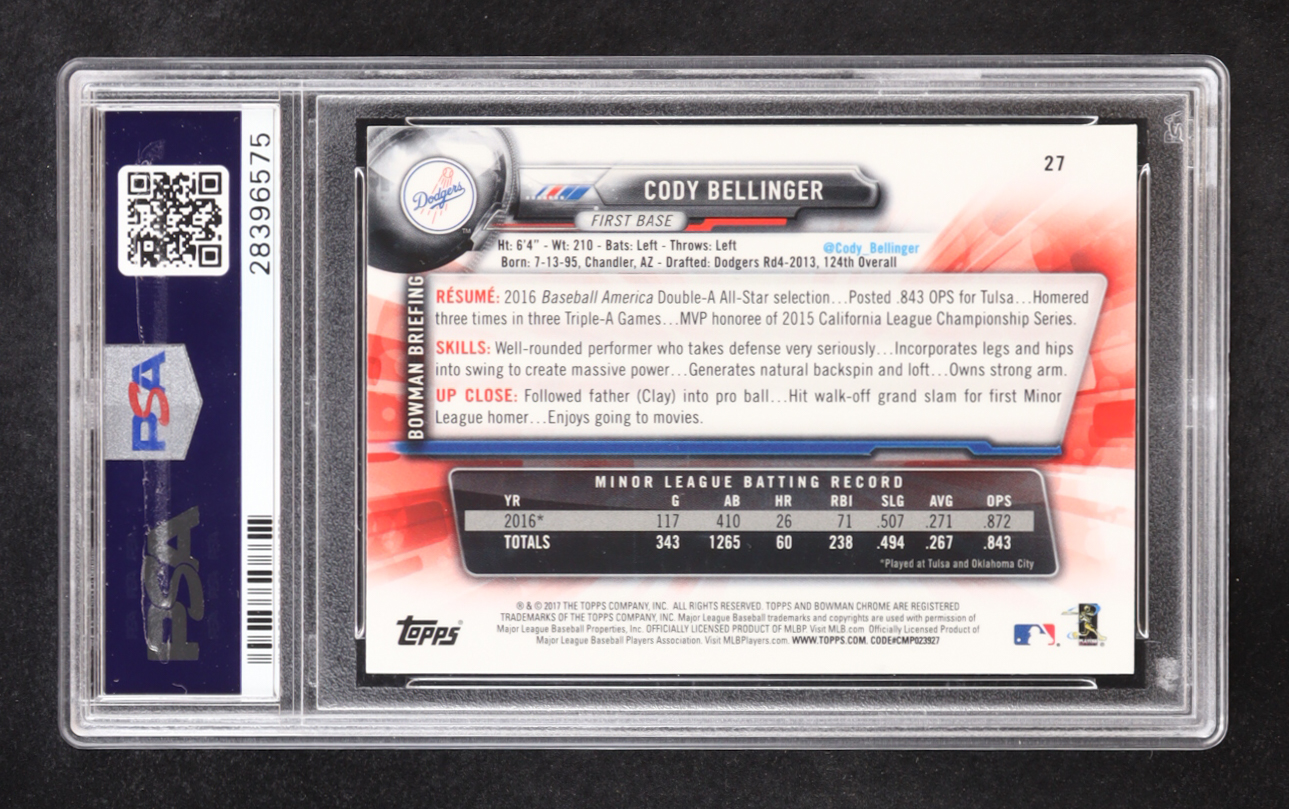 28396575
PSA
PSA
27
Dodgers
TM
CODY BELLINGER
FIRST BASE
Ht: 6'4" - Wt: 210 - Bats: Left - Throws: Left
@Cody_Bellinger
Born: 7-13-95, Chandler, AZ - Drafted: Dodgers Rd4-2013, 124th Overall
BOWMAN BRIEFING
RÉSUMÉ: 2016 Baseball America Double-A All-Star selection...Posted .843 OPS for Tulsa...Homered
three times in three Triple-A Games...MVP honoree of 2015 California League Championship Series.
SKILLS: Well-rounded performer who takes defense very seriously...Incorporates legs and hips
into swing to create massive power...Generates natural backspin and loft...Owns strong arm.
UP CLOSE: Followed father (Clay) into pro ball...Hit walk-off grand slam for first Minor
League homer...Enjoys going to movies.
MINOR LEAGUE BATTING RECORD
YR G AB HR RBI SLG AVG OPS
2016* 117 410 26 71 .507 .271 .872
TOTALS 343 1265 60 238 .494 .267 .843
*Played at Tulsa and Oklahoma City
® & © 2017 THE TOPPS COMPANY, INC. ALL RIGHTS RESERVED. TOPPS AND BOWMAN CHROME ARE REGISTERED
TRADEMARKS OF THE TOPPS COMPANY, INC. Major League Baseball trademarks and copyrights are used with permission of
Major League Baseball Properties, Inc. OFFICIALLY LICENSED PRODUCT OF MLBP. Visit MLB.com Officially Licensed Product of
Major League Baseball Players Association. Visit MLBPlayers.com. WWW.TOPPS.COM. CODE#CMP023927
TOPPS®